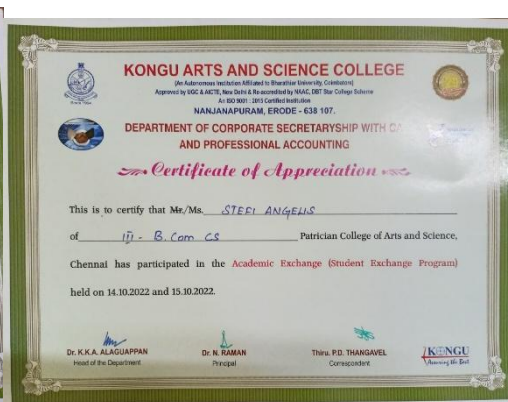 KONGU ARTS AND SCIENCE COLLEGE
(An Autonomous Institution Affiliated to Bharathiar University, Coimbatore)
Approved by UGC & AICTE, New Delhi & Re-accredited by NAAC, DBT Star College Scheme
An ISO 9001 : 2015 Certified Institution
NANJANAPURAM, ERODE - 638 107.
DEPARTMENT OF CORPORATE SECRETARYSHIP WITH CA
AND PROFESSIONAL ACCOUNTING
Certificate of Appreciation
This is to certify that Mr./Ms. STEFI ANGELIS
of III - B.Com CS Patrician College of Arts and Science,
Chennai has participated in the Academic Exchange (Student Exchange Program)
held on 14.10.2022 and 15.10.2022.
Dr. K.K.A. ALAGUAPPAN
Head of the Department
Dr. N. RAMAN
Principal
Thiru. P.D. THANGAVEL
Correspondent
KONGU